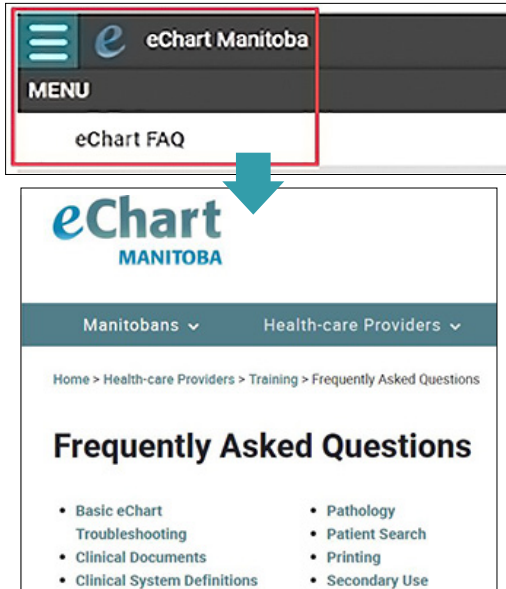 e eChart Manitoba
MENU
eChart FAQ
eChart
MANITOBA
Manitobans Health-care Providers
Home > Health-care Providers > Training > Frequently Asked Questions
Frequently Asked Questions
• Basic eChart
Troubleshooting
• Clinical Documents
• Clinical System Definitions
• Pathology
• Patient Search
• Printing
• Secondary Use